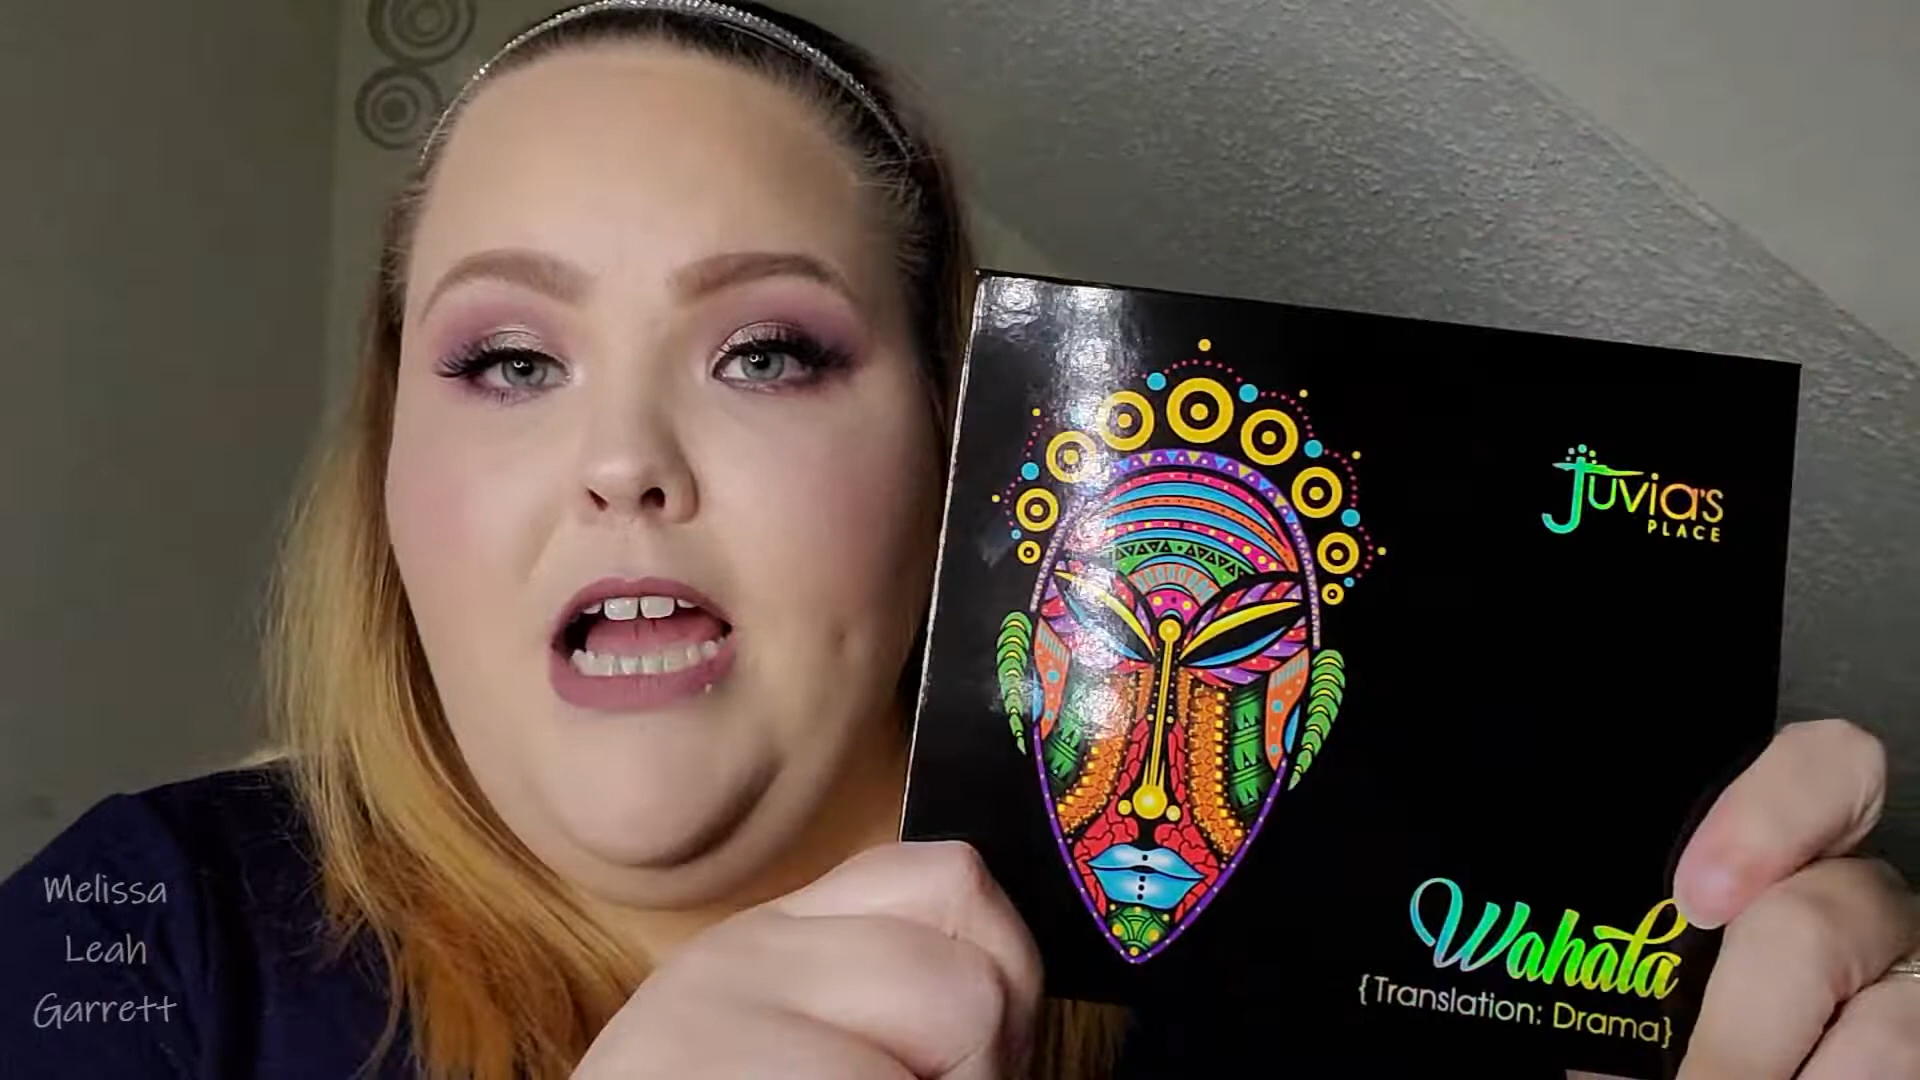 Juvia's
PLACE
Wahala
{Translation: Drama}
Melissa
Leah
Garrett